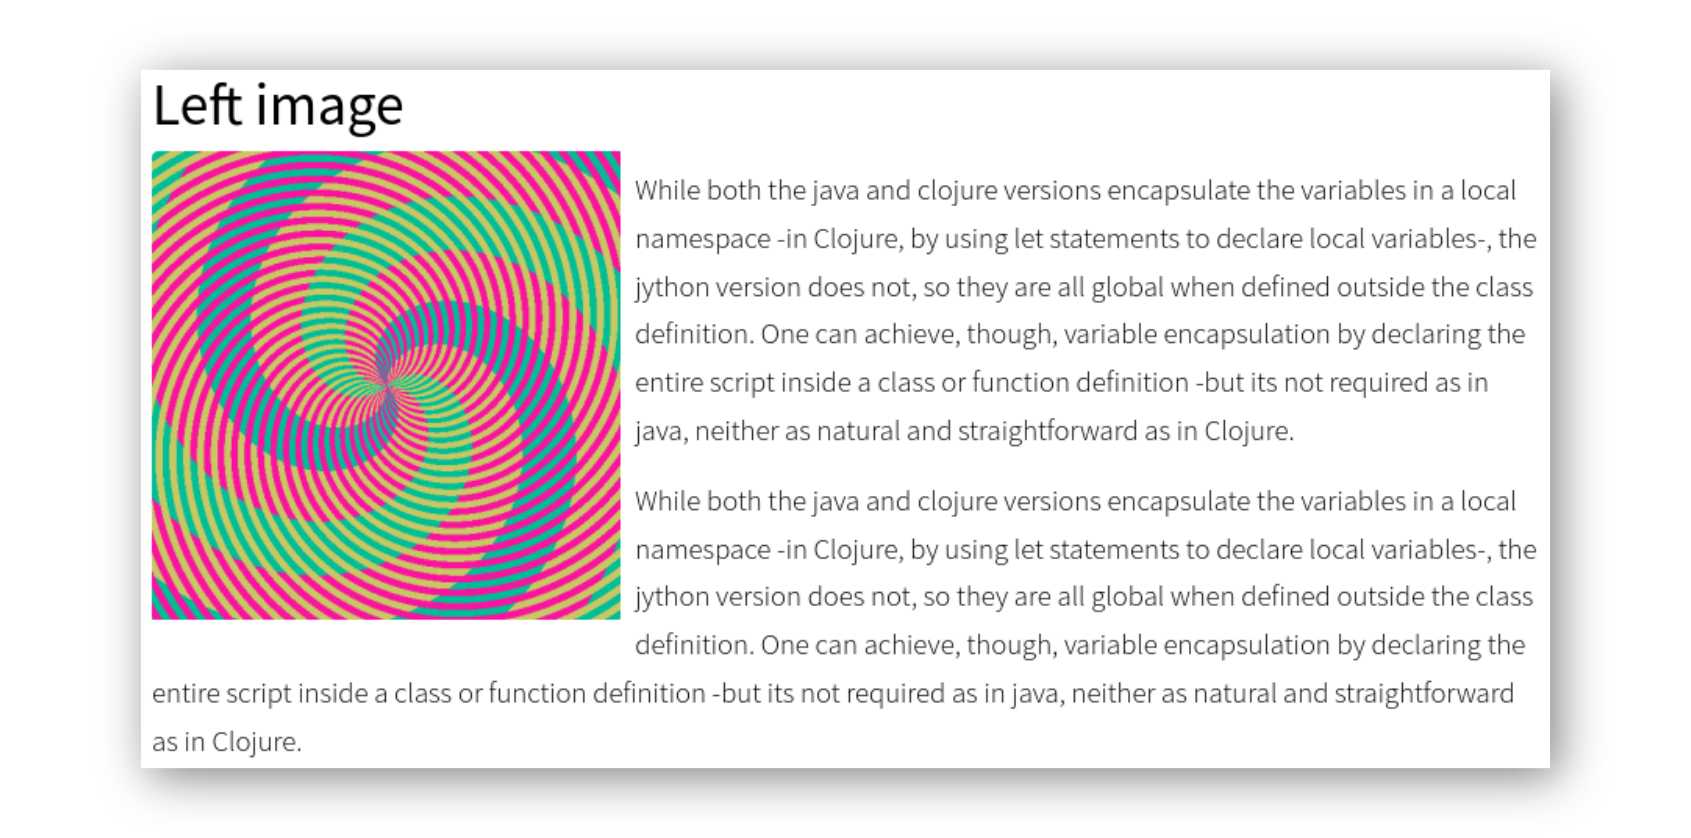 Left image
While both the java and clojure versions encapsulate the variables in a local
namespace -in Clojure, by using let statements to declare local variables-, the
jython version does not, so they are all global when defined outside the class
definition. One can achieve, though, variable encapsulation by declaring the
entire script inside a class or function definition -but its not required as in
java, neither as natural and straightforward as in Clojure.
While both the java and clojure versions encapsulate the variables in a local
namespace -in Clojure, by using let statements to declare local variables-, the
jython version does not, so they are all global when defined outside the class
definition. One can achieve, though, variable encapsulation by declaring the
entire script inside a class or function definition -but its not required as in java, neither as natural and straightforward
as in Clojure.